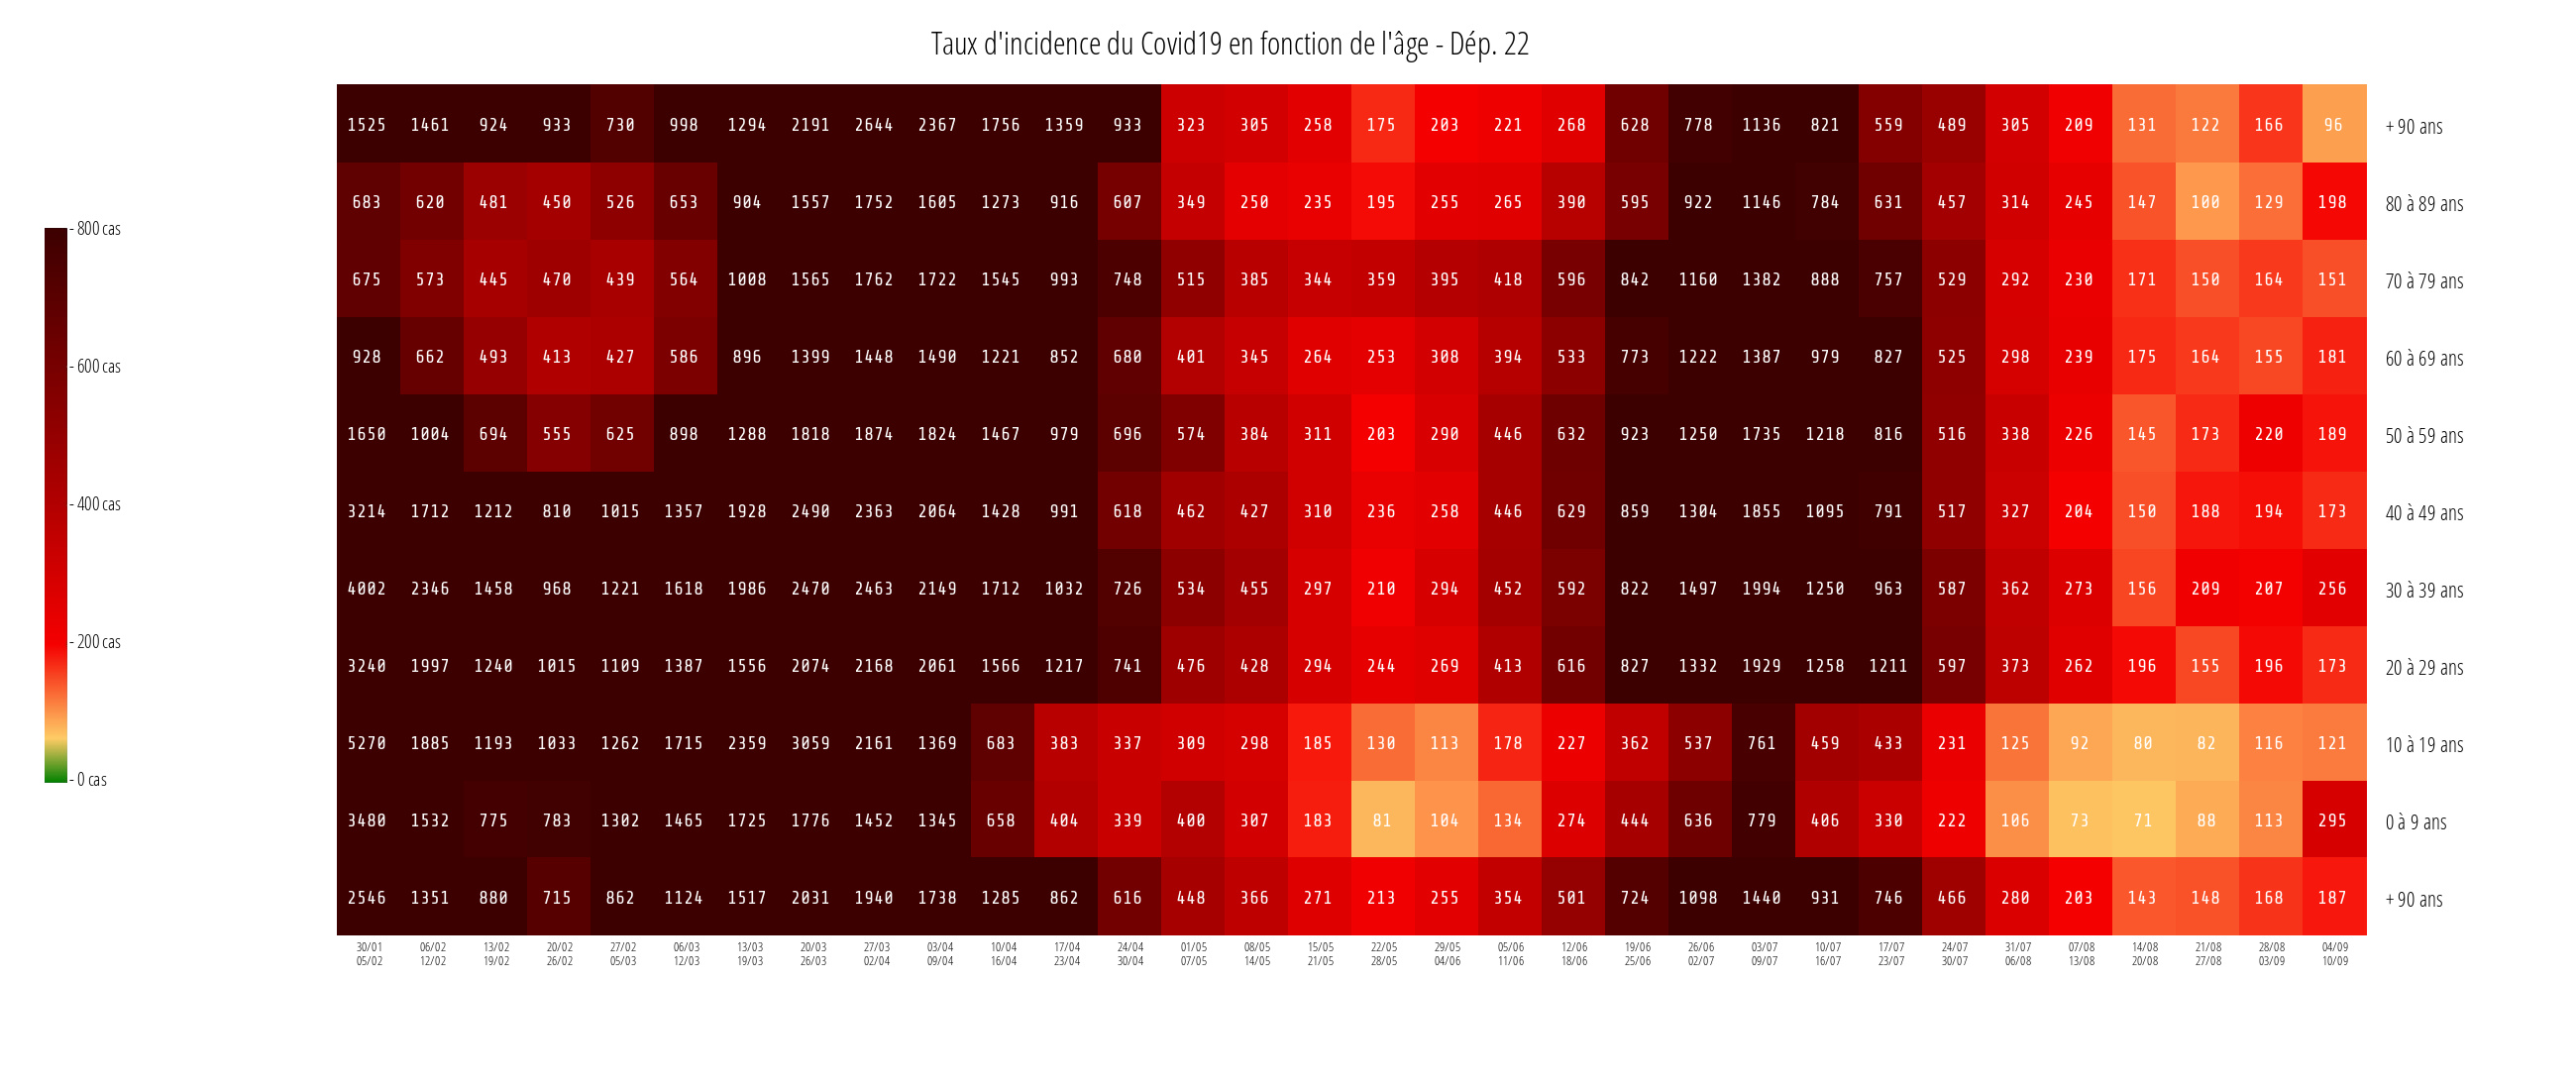 Taux d'incidence du Covid19 en fonction de l'âge - Dép. 22
- 800 cas
- 600 cas
- 400 cas
- 200 cas
- 0 cas
1525 1461 924 933 730 998 1294 2191 2644 2367 1756 1359 933 323 305 258 175 203 221 268 628 778 1136 821 559 489 305 209 131 122 166 96 + 90 ans
683 620 481 450 526 653 904 1557 1752 1605 1273 916 607 349 250 235 195 255 265 390 595 922 1146 784 631 457 314 245 147 100 129 198 80 à 89 ans
675 573 445 470 439 564 1008 1565 1762 1722 1545 993 748 515 385 344 359 395 418 596 842 1160 1382 888 757 529 292 230 171 150 164 151 70 à 79 ans
928 662 493 413 427 586 896 1399 1448 1490 1221 852 680 401 345 264 253 308 394 533 773 1222 1387 979 827 525 298 239 175 164 155 181 60 à 69 ans
1650 1004 694 555 625 898 1288 1818 1874 1824 1467 979 696 574 384 311 203 290 446 632 923 1250 1735 1218 816 516 338 226 145 173 220 189 50 à 59 ans
3214 1712 1212 810 1015 1357 1928 2490 2363 2064 1428 991 618 462 427 310 236 258 446 629 859 1304 1855 1095 791 517 327 204 150 188 194 173 40 à 49 ans
4002 2346 1458 968 1221 1618 1986 2470 2463 2149 1712 1032 726 534 455 297 210 294 452 592 822 1497 1994 1250 963 587 362 273 156 209 207 256 30 à 39 ans
3240 1997 1240 1015 1109 1387 1556 2074 2168 2061 1566 1217 741 476 428 294 244 269 413 616 827 1332 1929 1258 1211 597 373 262 196 155 196 173 20 à 29 ans
5270 1885 1193 1033 1262 1715 2359 3059 2161 1369 683 383 337 309 298 185 130 113 178 227 362 537 761 459 433 231 125 92 80 82 116 121 10 à 19 ans
3480 1532 775 783 1302 1465 1725 1776 1452 1345 658 404 339 400 307 183 81 104 134 274 444 636 779 406 330 222 106 73 71 88 113 295 0 à 9 ans
2546 1351 880 715 862 1124 1517 2031 1940 1738 1285 862 616 448 366 271 213 255 354 501 724 1098 1440 931 746 466 280 203 143 148 168 187 + 90 ans
30/01 06/02 13/02 20/02 27/02 06/03 13/03 20/03 27/03 03/04 10/04 17/04 24/04 01/05 08/05 15/05 22/05 29/05 05/06 12/06 19/06 26/06 03/07 10/07 17/07 24/07 31/07 07/08 14/08 21/08 28/08 04/09
05/02 12/02 19/02 26/02 05/03 12/03 19/03 26/03 02/04 09/04 16/04 23/04 30/04 07/05 14/05 21/05 28/05 04/06 11/06 18/06 25/06 02/07 09/07 16/07 23/07 30/07 06/08 13/08 20/08 27/08 03/09 10/09